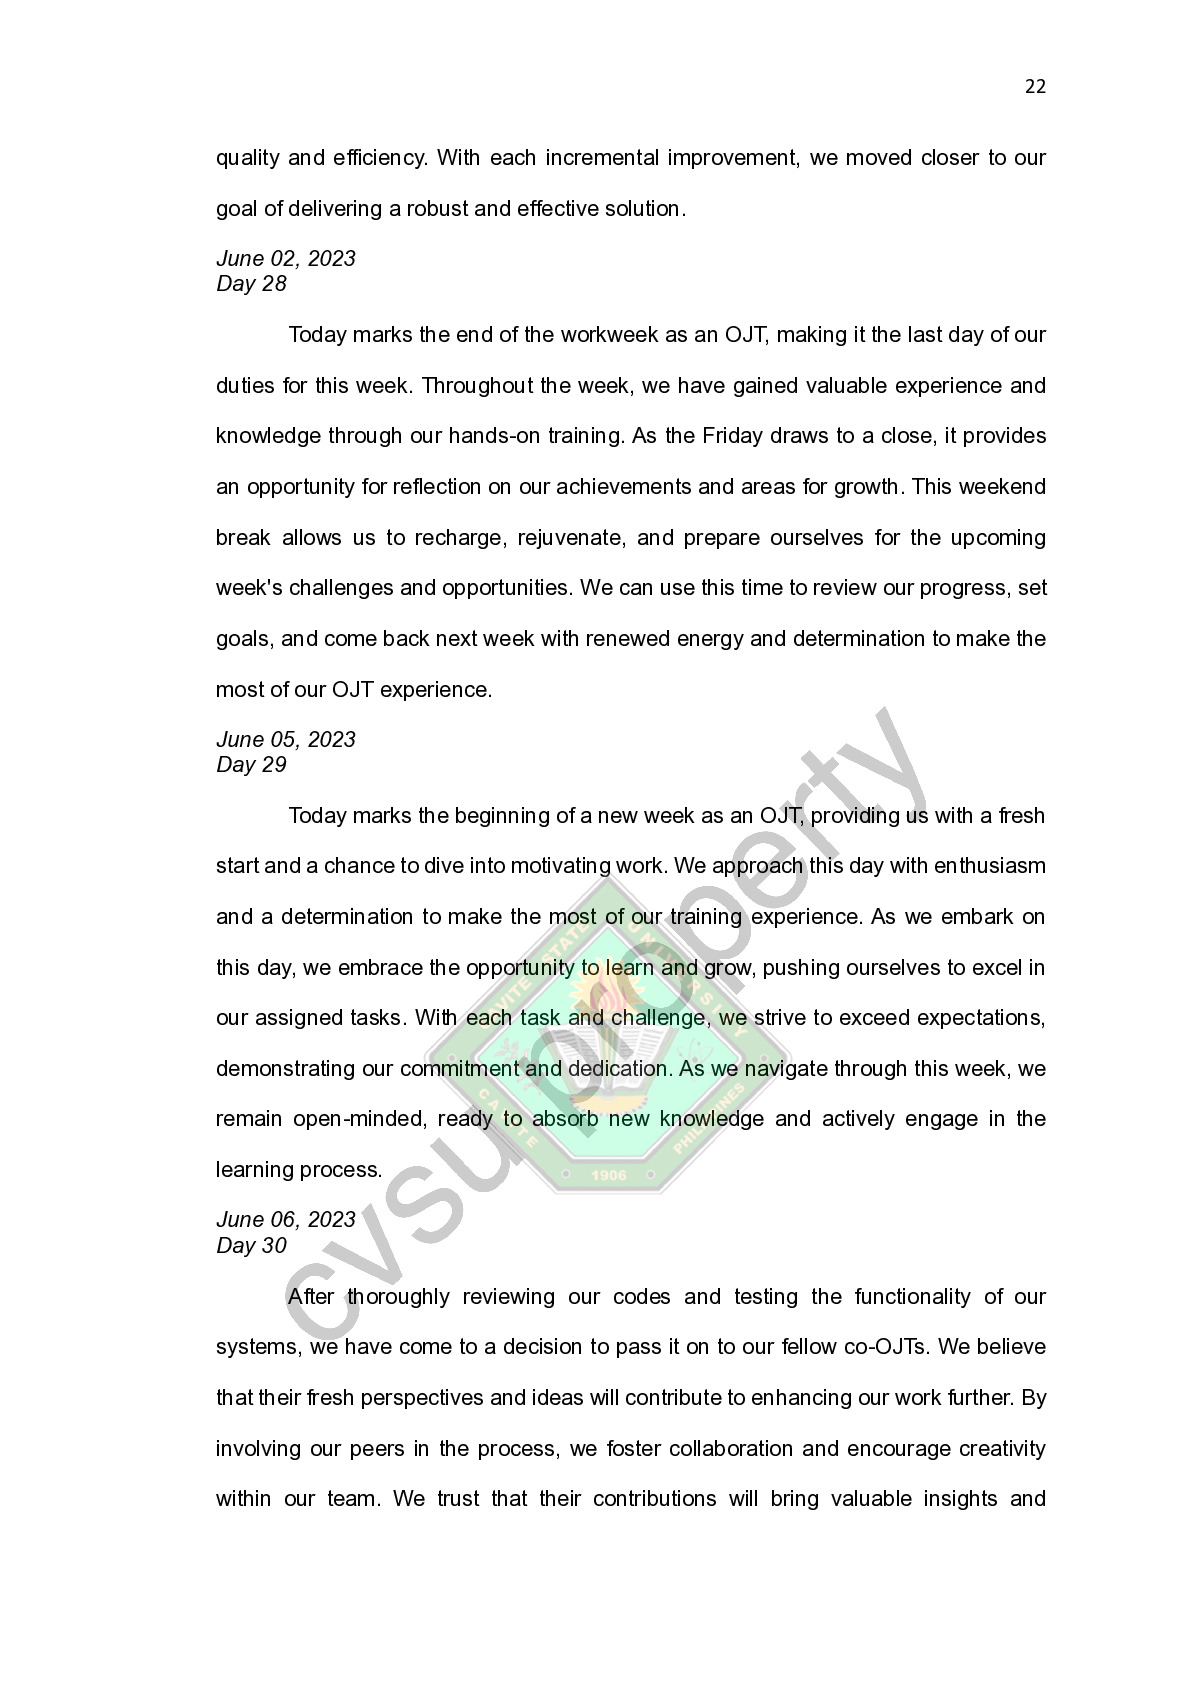 22
quality and efficiency. With each incremental improvement, we moved closer to our
goal of delivering a robust and effective solution.
June 02, 2023
Day 28
Today marks the end of the workweek as an OJT, making it the last day of our
duties for this week. Throughout the week, we have gained valuable experience and
knowledge through our hands-on training. As the Friday draws to a close, it provides
an opportunity for reflection on our achievements and areas for growth. This weekend
break allows us to recharge, rejuvenate, and prepare ourselves for the upcoming
week's challenges and opportunities. We can use this time to review our progress, set
goals, and come back next week with renewed energy and determination to make the
most of our OJT experience.
June 05, 2023
Day 29
Today marks the beginning of a new week as an OJT, providing us with a fresh
start and a chance to dive into motivating work. We approach this day with enthusiasm
and a determination to make the most of our training experience. As we embark on
this day, we embrace the opportunity to learn and grow, pushing ourselves to excel in
our assigned tasks. With each task and challenge, we strive to exceed expectations,
demonstrating our commitment and dedication. As we navigate through this week, we
remain open-minded, ready to absorb new knowledge and actively engage in the
learning process.
June 06, 2023
Day 30
After thoroughly reviewing our codes and testing the functionality of our
systems, we have come to a decision to pass it on to our fellow co-OJTs. We believe
that their fresh perspectives and ideas will contribute to enhancing our work further. By
involving our peers in the process, we foster collaboration and encourage creativity
within our team. We trust that their contributions will bring valuable insights and
cvsu property
CAVITE STATE UNIVERSITY
CAVITE
1906
PHILIPPINES